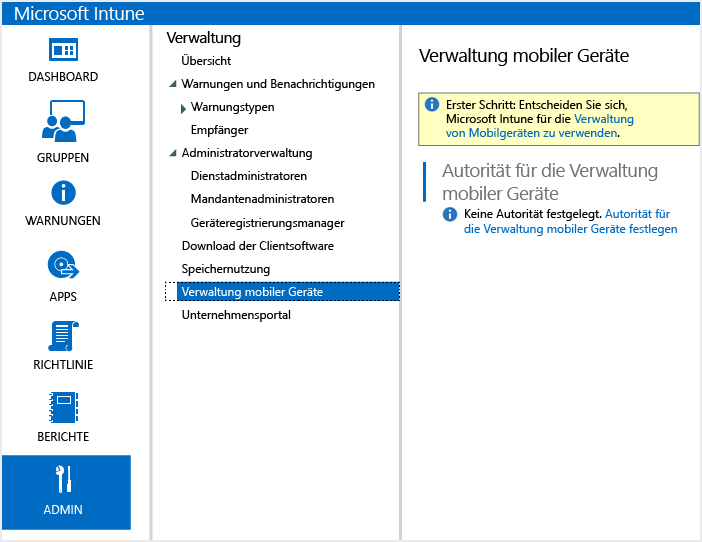 Microsoft Intune
DASHBOARD
GRUPPEN
WARNUNGEN
APPS
RICHTLINIE
BERICHTE
ADMIN
Verwaltung
Übersicht
Warnungen und Benachrichtigungen
Warnungstypen
Empfänger
Administratorverwaltung
Dienstadministratoren
Mandantenadministratoren
Geräteregistrierungsmanager
Download der Clientsoftware
Speichernutzung
Verwaltung mobiler Geräte
Unternehmensportal
Verwaltung mobiler Geräte
Erster Schritt: Entscheiden Sie sich,
Microsoft Intune für die Verwaltung
von Mobilgeräten zu verwenden.
Autorität für die Verwaltung
mobiler Geräte
Keine Autorität festgelegt. Autorität für
die Verwaltung mobiler Geräte festlegen